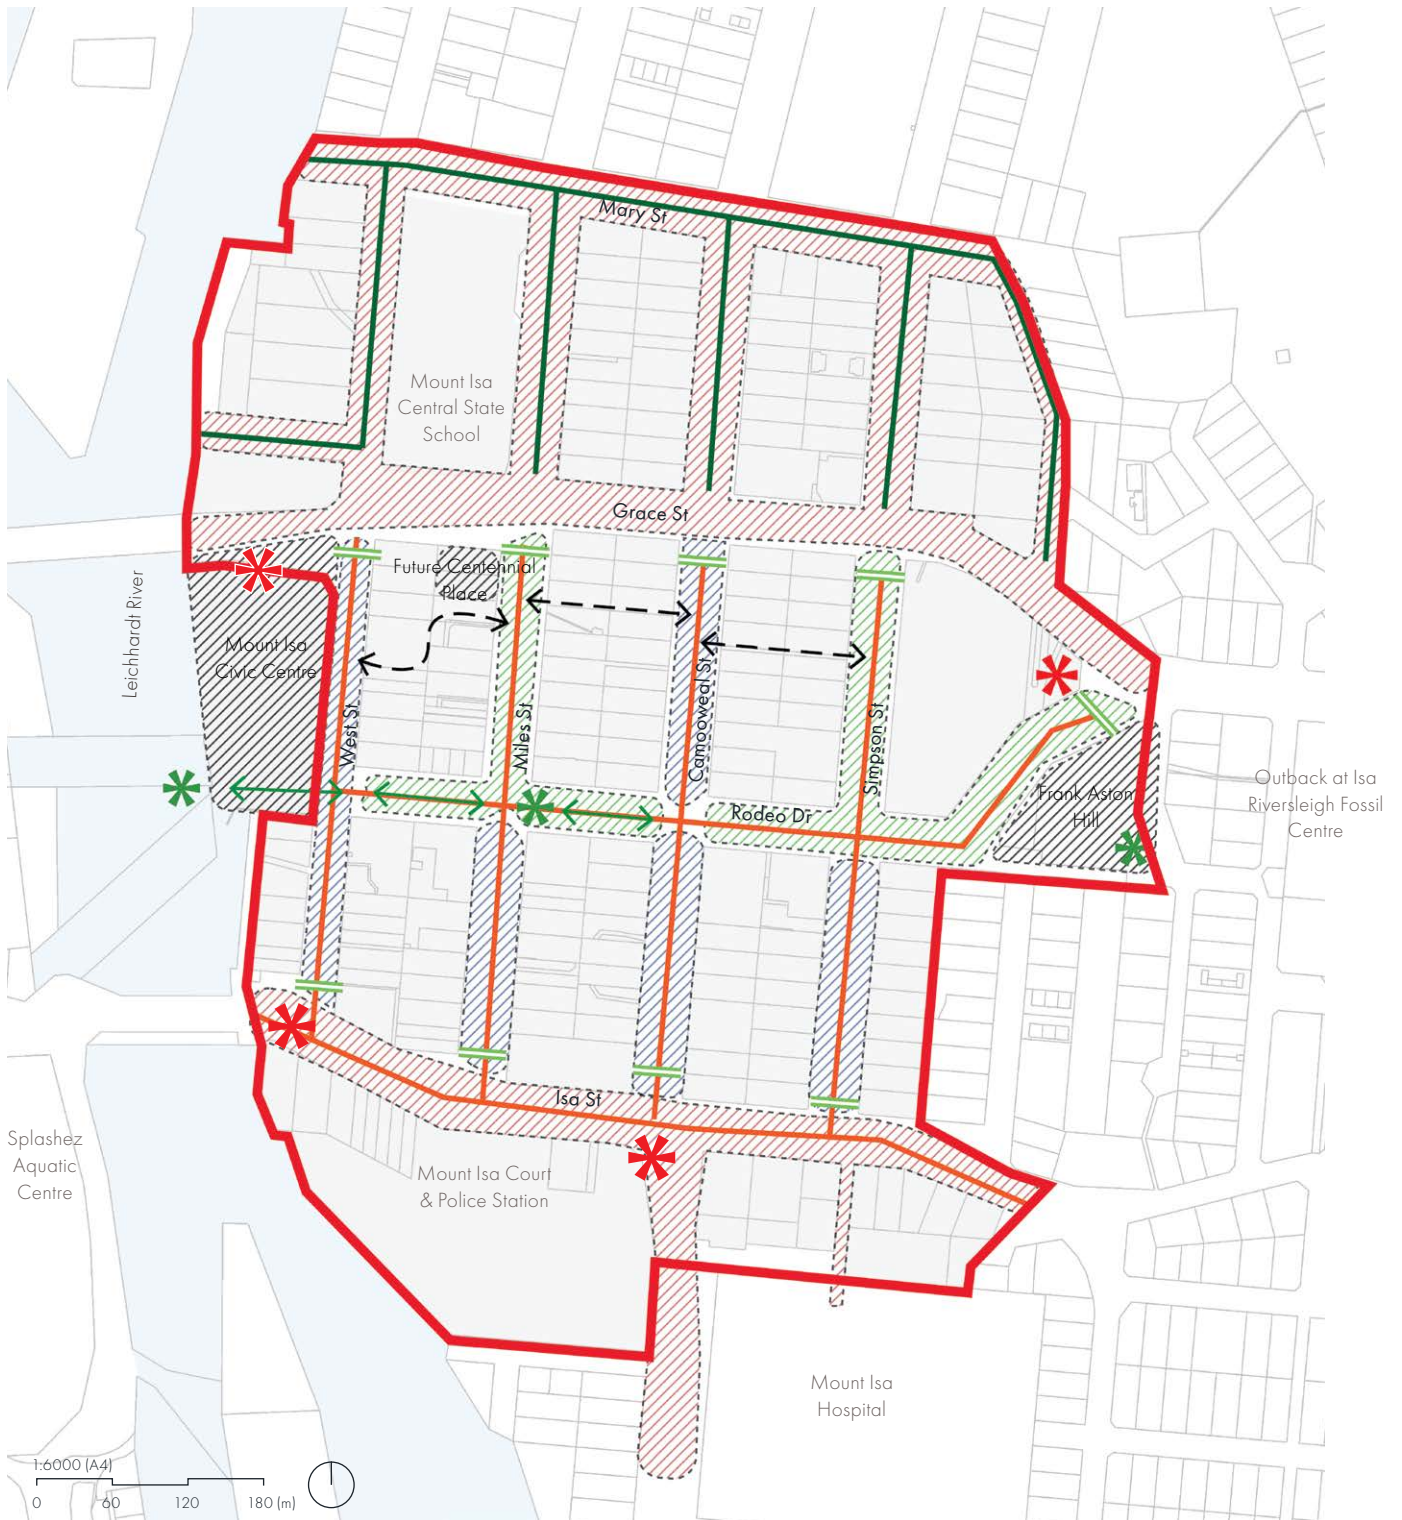 Mary St
Mount Isa
Central State
School
Grace St
Future Centennial
Place
Leichhardt River
Mount Isa
Civic Centre
West St
Miles St
Camooweal St
Simpson St
Rodeo Dr
Frank Aston
Hill
Outback at Isa
Riversleigh Fossil
Centre
Isa St
Splashez
Aquatic
Centre
Mount Isa Court
& Police Station
Mount Isa
Hospital
1:6000 (A4)
0 60 120 180 (m)